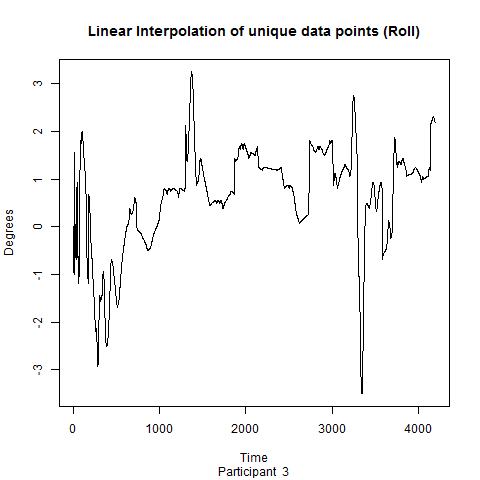 Linear Interpolation of unique data points (Roll)
Degrees
3
2
1
0
-1
-2
-3
0 1000 2000 3000 4000
Time
Participant 3